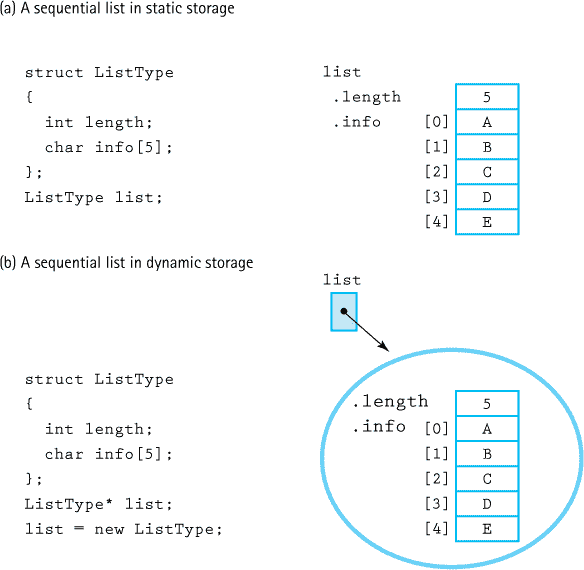 (a) A sequential list in static storage
struct ListType
{
int length;
char info[5];
};
ListType list;
list
.length 5
.info [0] A
[1] B
[2] C
[3] D
[4] E
(b) A sequential list in dynamic storage
struct ListType
{
int length;
char info[5];
};
ListType* list;
list = new ListType;
list
.length 5
.info [0] A
[1] B
[2] C
[3] D
[4] E